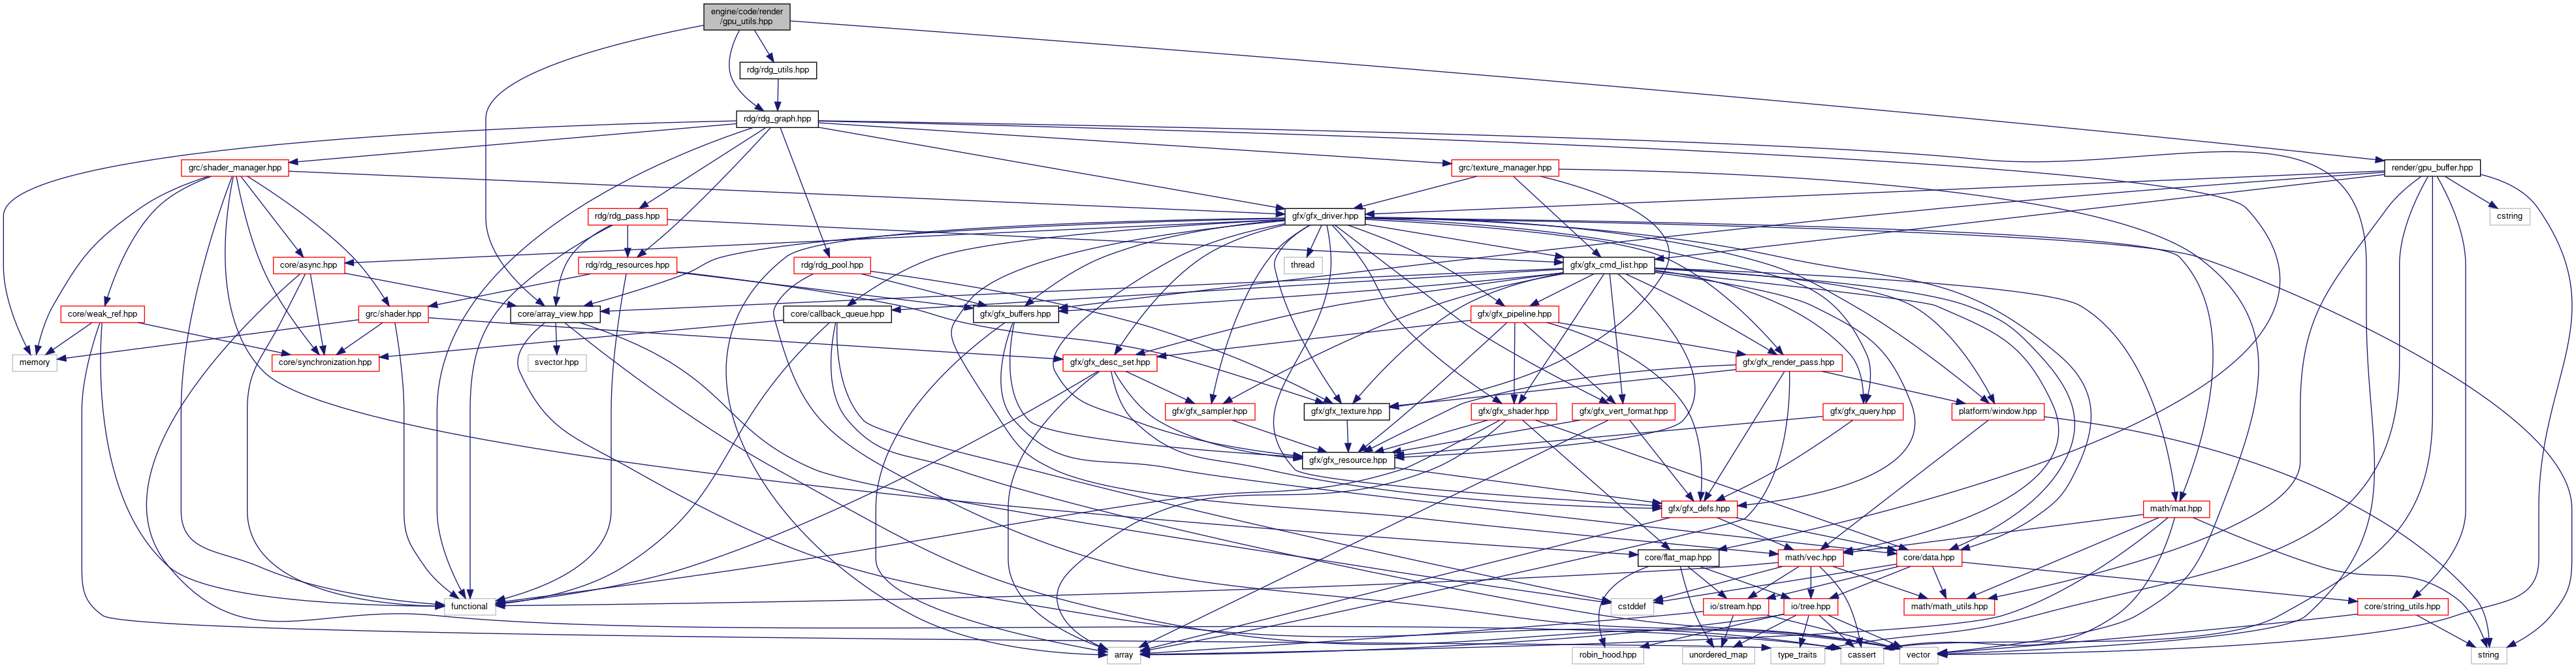 engine/code/render
/gpu_utils.hpp
rdg/rdg_utils.hpp
rdg/rdg_graph.hpp
grc/shader_manager.hpp
grc/texture_manager.hpp
render/gpu_buffer.hpp
rdg/rdg_pass.hpp
gfx/gfx_driver.hpp
cstring
core/async.hpp
rdg/rdg_resources.hpp
rdg/rdg_pool.hpp
thread
gfx/gfx_cmd_list.hpp
core/weak_ref.hpp
grc/shader.hpp
core/array_view.hpp
core/callback_queue.hpp
gfx/gfx_buffers.hpp
gfx/gfx_pipeline.hpp
memory
core/synchronization.hpp
svector.hpp
gfx/gfx_desc_set.hpp
gfx/gfx_render_pass.hpp
gfx/gfx_sampler.hpp
gfx/gfx_texture.hpp
gfx/gfx_shader.hpp
gfx/gfx_vert_format.hpp
gfx/gfx_query.hpp
platform/window.hpp
gfx/gfx_resource.hpp
gfx/gfx_defs.hpp
math/mat.hpp
core/flat_map.hpp
math/vec.hpp
core/data.hpp
functional
cstddef
io/stream.hpp
io/tree.hpp
math/math_utils.hpp
core/string_utils.hpp
array
robin_hood.hpp
unordered_map
type_traits
cassert
vector
string